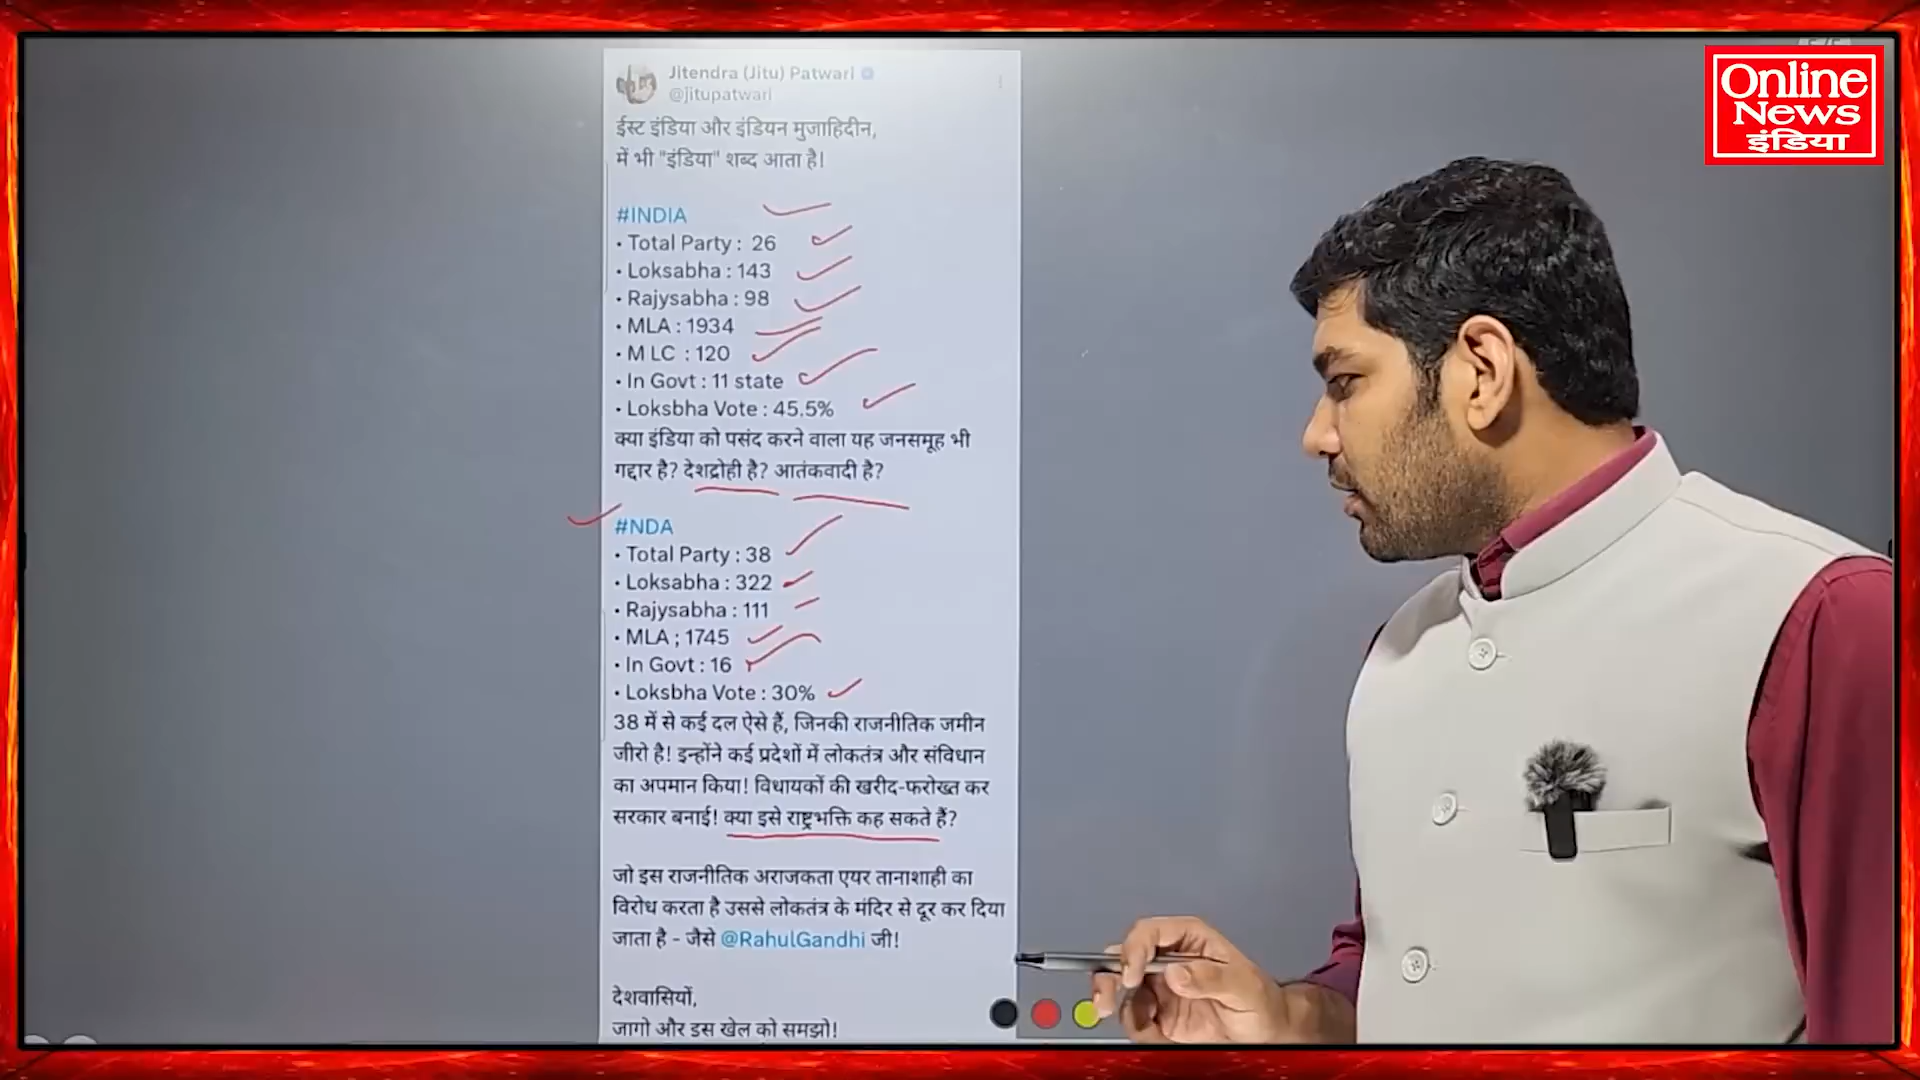 Jitendra (Jitu) Patwari
@jitupatwari
ईस्ट इंडिया और इंडियन मुजाहिदीन,
में भी "इंडिया" शब्द आता है!
#INDIA
• Total Party : 26
• Loksabha : 143
• Rajysabha : 98
• MLA : 1934
• M LC : 120
• In Govt : 11 state
• Loksbha Vote : 45.5%
क्या इंडिया को पसंद करने वाला यह जनसमूह भी
गद्दार है? देशद्रोही है? आतंकवादी है?
#NDA
• Total Party : 38
• Loksabha : 322
• Rajysabha : 111
• MLA ; 1745
• In Govt : 16
• Loksbha Vote : 30%
38 में से कई दल ऐसे हैं, जिनकी राजनीतिक जमीन
जीरो है! इन्होंने कई प्रदेशों में लोकतंत्र और संविधान
का अपमान किया! विधायकों की खरीद-फरोख्त कर
सरकार बनाई! क्या इसे राष्ट्रभक्ति कह सकते हैं?
जो इस राजनीतिक अराजकता एयर तानाशाही का
विरोध करता है उससे लोकतंत्र के मंदिर से दूर कर दिया
जाता है - जैसे @RahulGandhi जी!
देशवासियों,
जागो और इस खेल को समझो!
Online
News
इंडिया